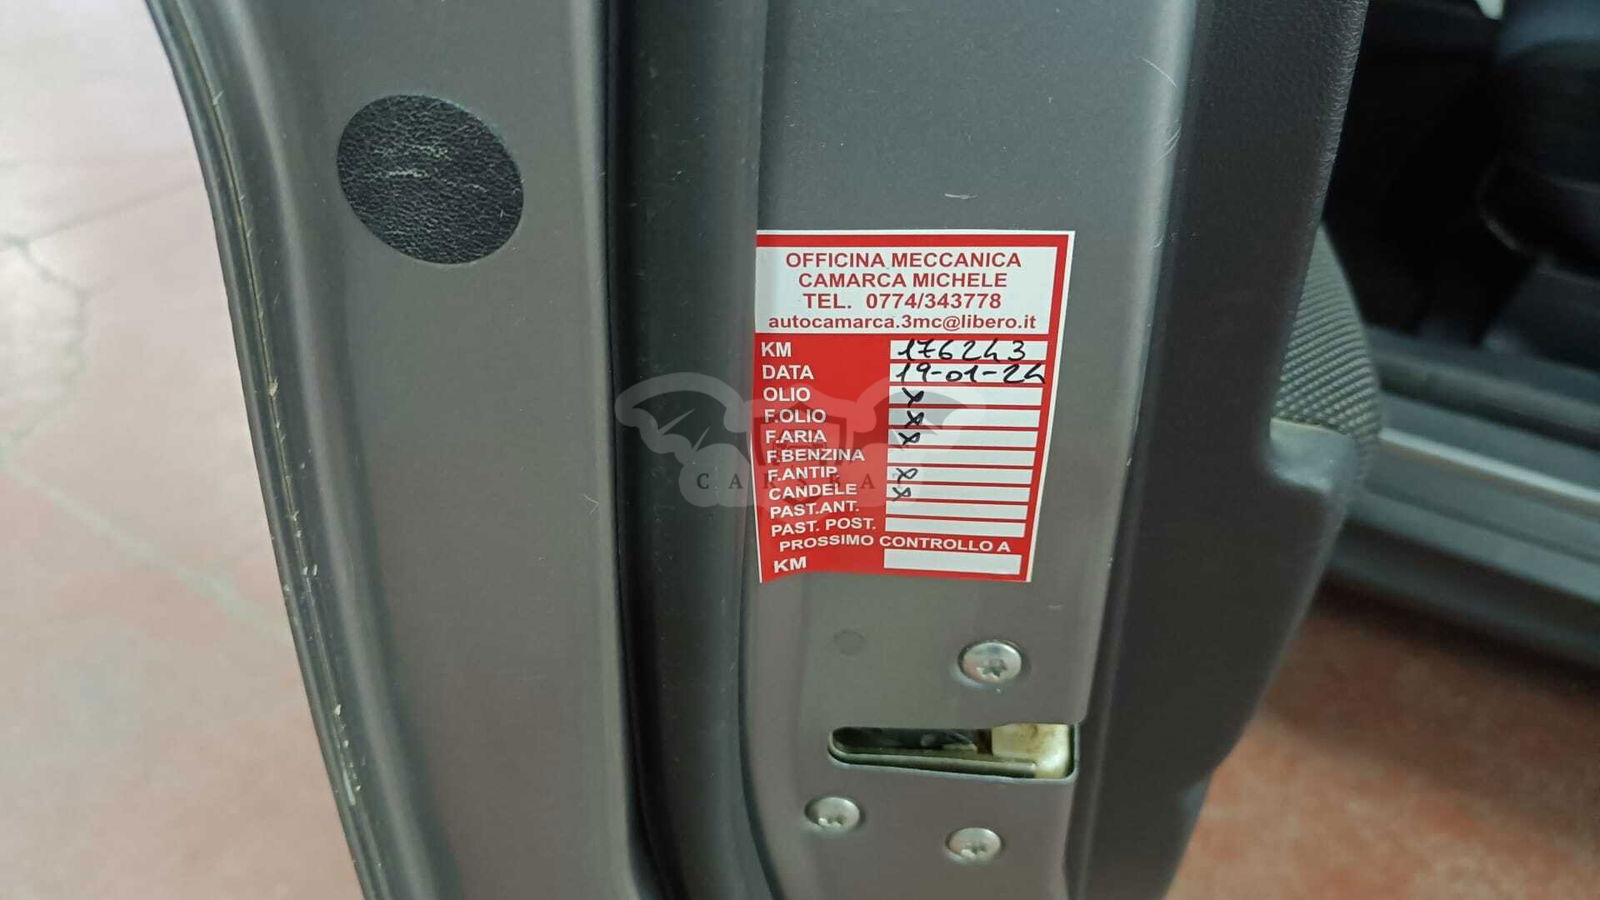 OFFICINA MECCANICA
CAMARCA MICHELE
TEL. 0774/343778
autocamarca.3mc@libero.it
KM 176243
DATA 19-01-24
OLIO x
F.OLIO x
F.ARIA x
F.BENZINA
F.ANTIP. x
CANDELE x
PAST.ANT.
PAST. POST.
PROSSIMO CONTROLLO A
KM